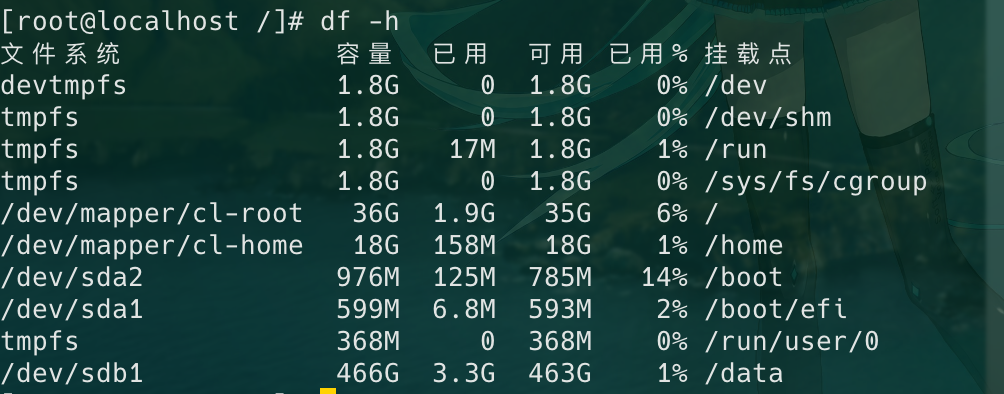 [root@localhost /]# df -h
文件系统 容量 已用 可用 已用% 挂载点
devtmpfs 1.8G 0 1.8G 0% /dev
tmpfs 1.8G 0 1.8G 0% /dev/shm
tmpfs 1.8G 17M 1.8G 1% /run
tmpfs 1.8G 0 1.8G 0% /sys/fs/cgroup
/dev/mapper/cl-root 36G 1.9G 35G 6% /
/dev/mapper/cl-home 18G 158M 18G 1% /home
/dev/sda2 976M 125M 785M 14% /boot
/dev/sda1 599M 6.8M 593M 2% /boot/efi
tmpfs 368M 0 368M 0% /run/user/0
/dev/sdb1 466G 3.3G 463G 1% /data